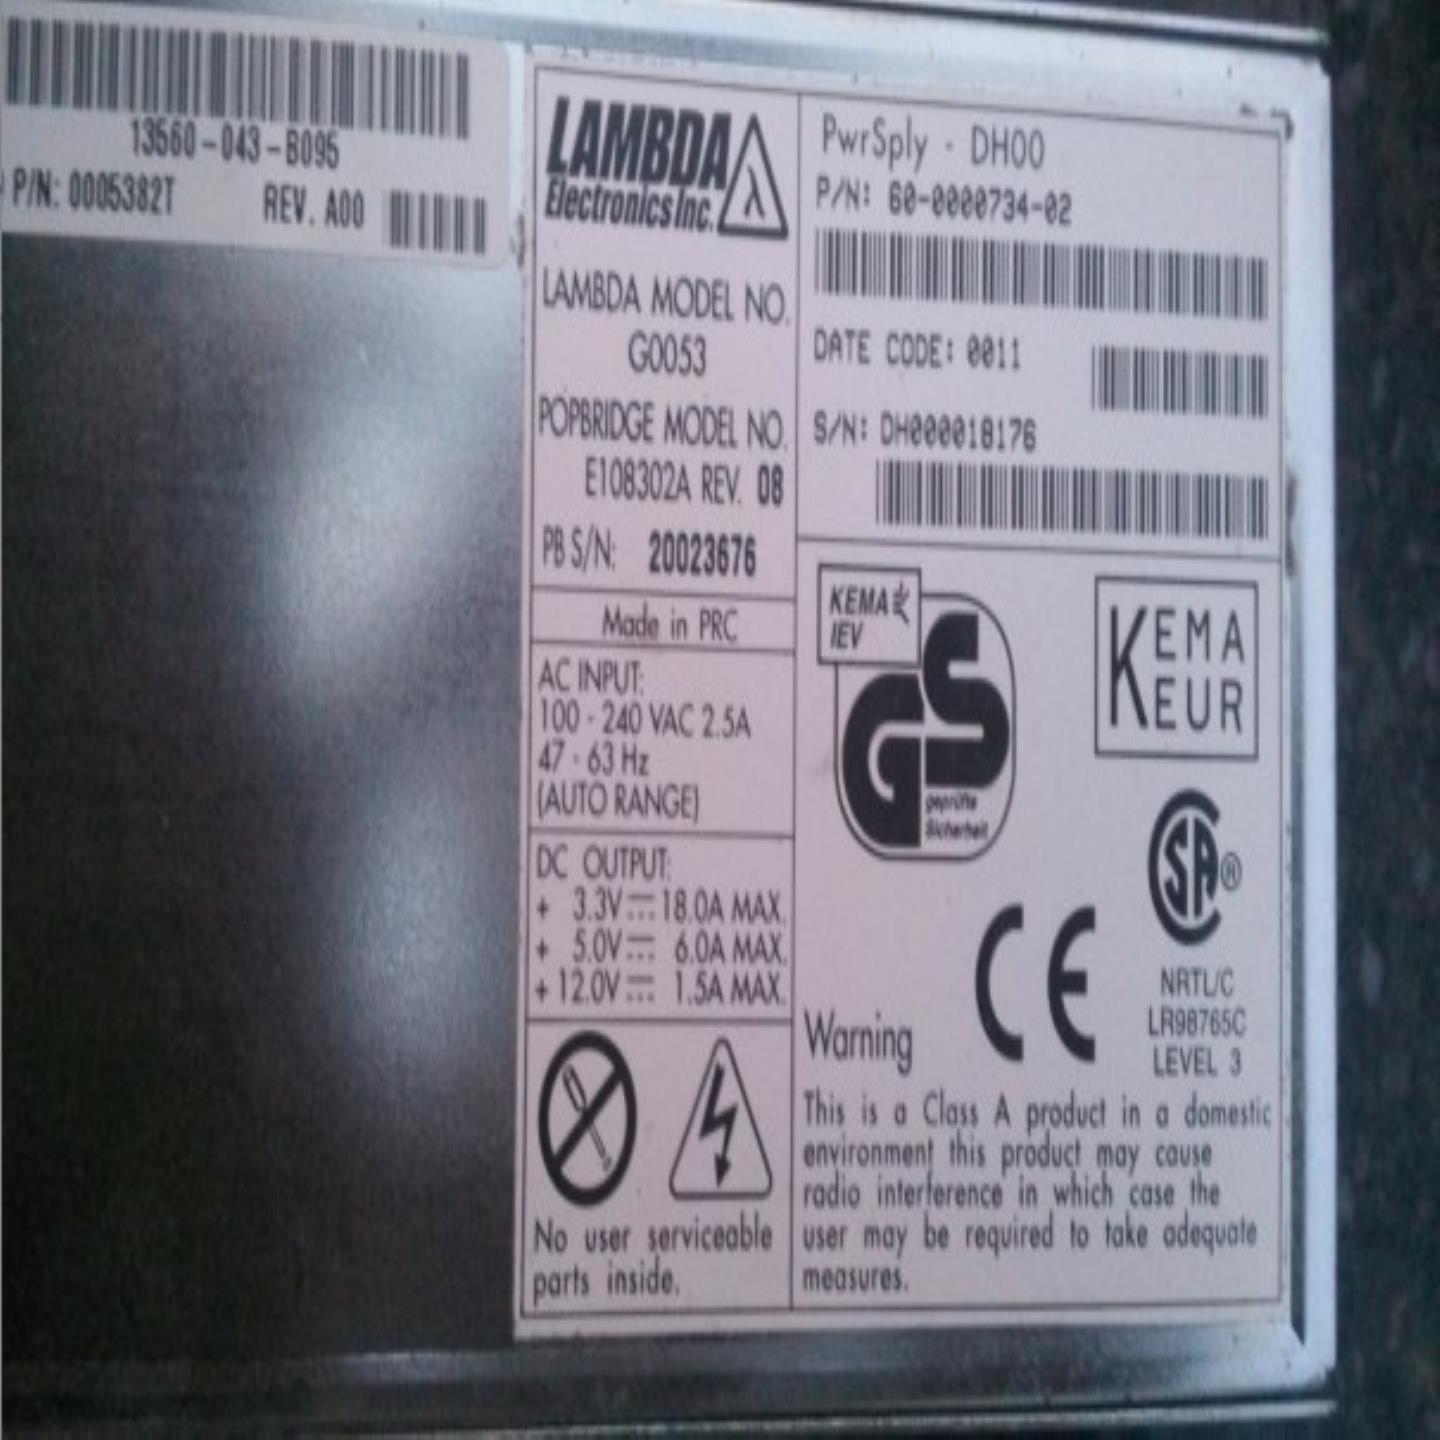 13560-043-B095
P/N: 0005382T REV. A00
LAMBDA
Electronics Inc.
λ
LAMBDA MODEL NO.
G0053
POPBRIDGE MODEL NO.
E108302A REV. 08
PB S/N: 20023676
Made in PRC
AC INPUT:
100 - 240 VAC 2.5A
47 - 63 Hz
(AUTO RANGE)
DC OUTPUT:
+ 3.3V 18.0A MAX.
+ 5.0V 6.0A MAX.
+ 12.0V 1.5A MAX.
No user serviceable
parts inside.
PwrSply - DH00
P/N: 60-0000734-02
DATE CODE: 0011
S/N: DH000018176
KEMA
IEV
GS
geprüfte
Sicherheit
KEMA
KEUR
SA®
NRTL/C
LR98765C
LEVEL 3
CE
Warning
This is a Class A product in a domestic
environment this product may cause
radio interference in which case the
user may be required to take adequate
measures.